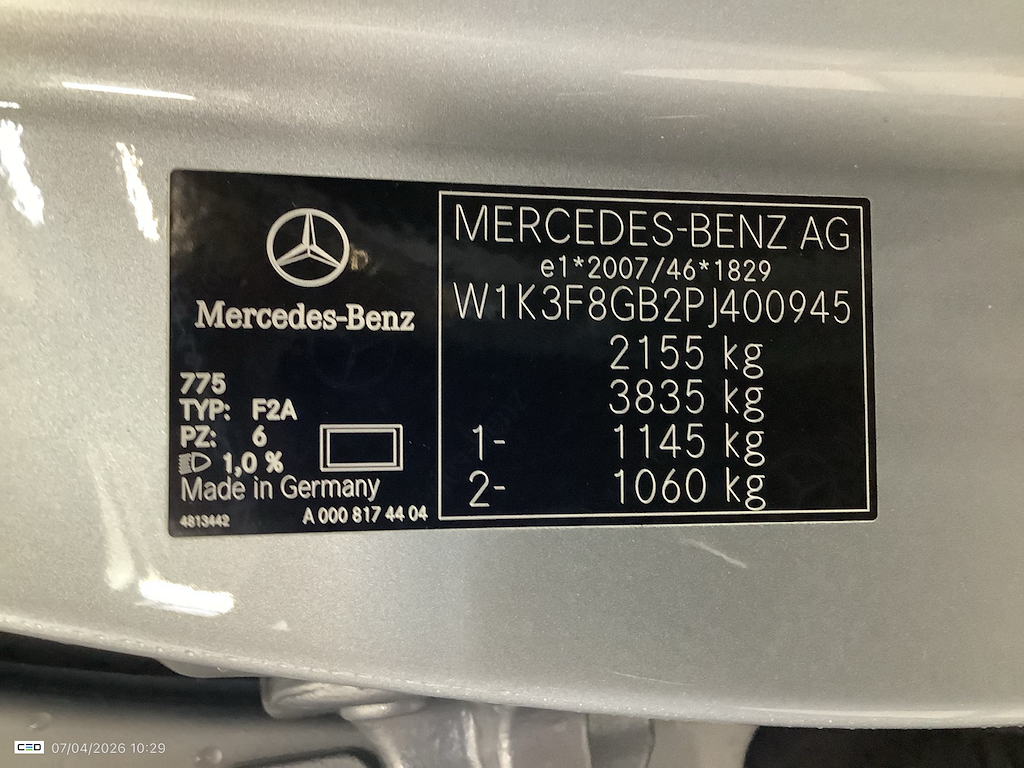 Mercedes-Benz
775
TYP: F2A
PZ: 6
1,0 %
Made in Germany
4813442 A 000 817 44 04
MERCEDES-BENZ AG
e1*2007/46*1829
W1K3F8GB2PJ400945
2155 kg
3835 kg
1- 1145 kg
2- 1060 kg
CEO 07/04/2026 10:29